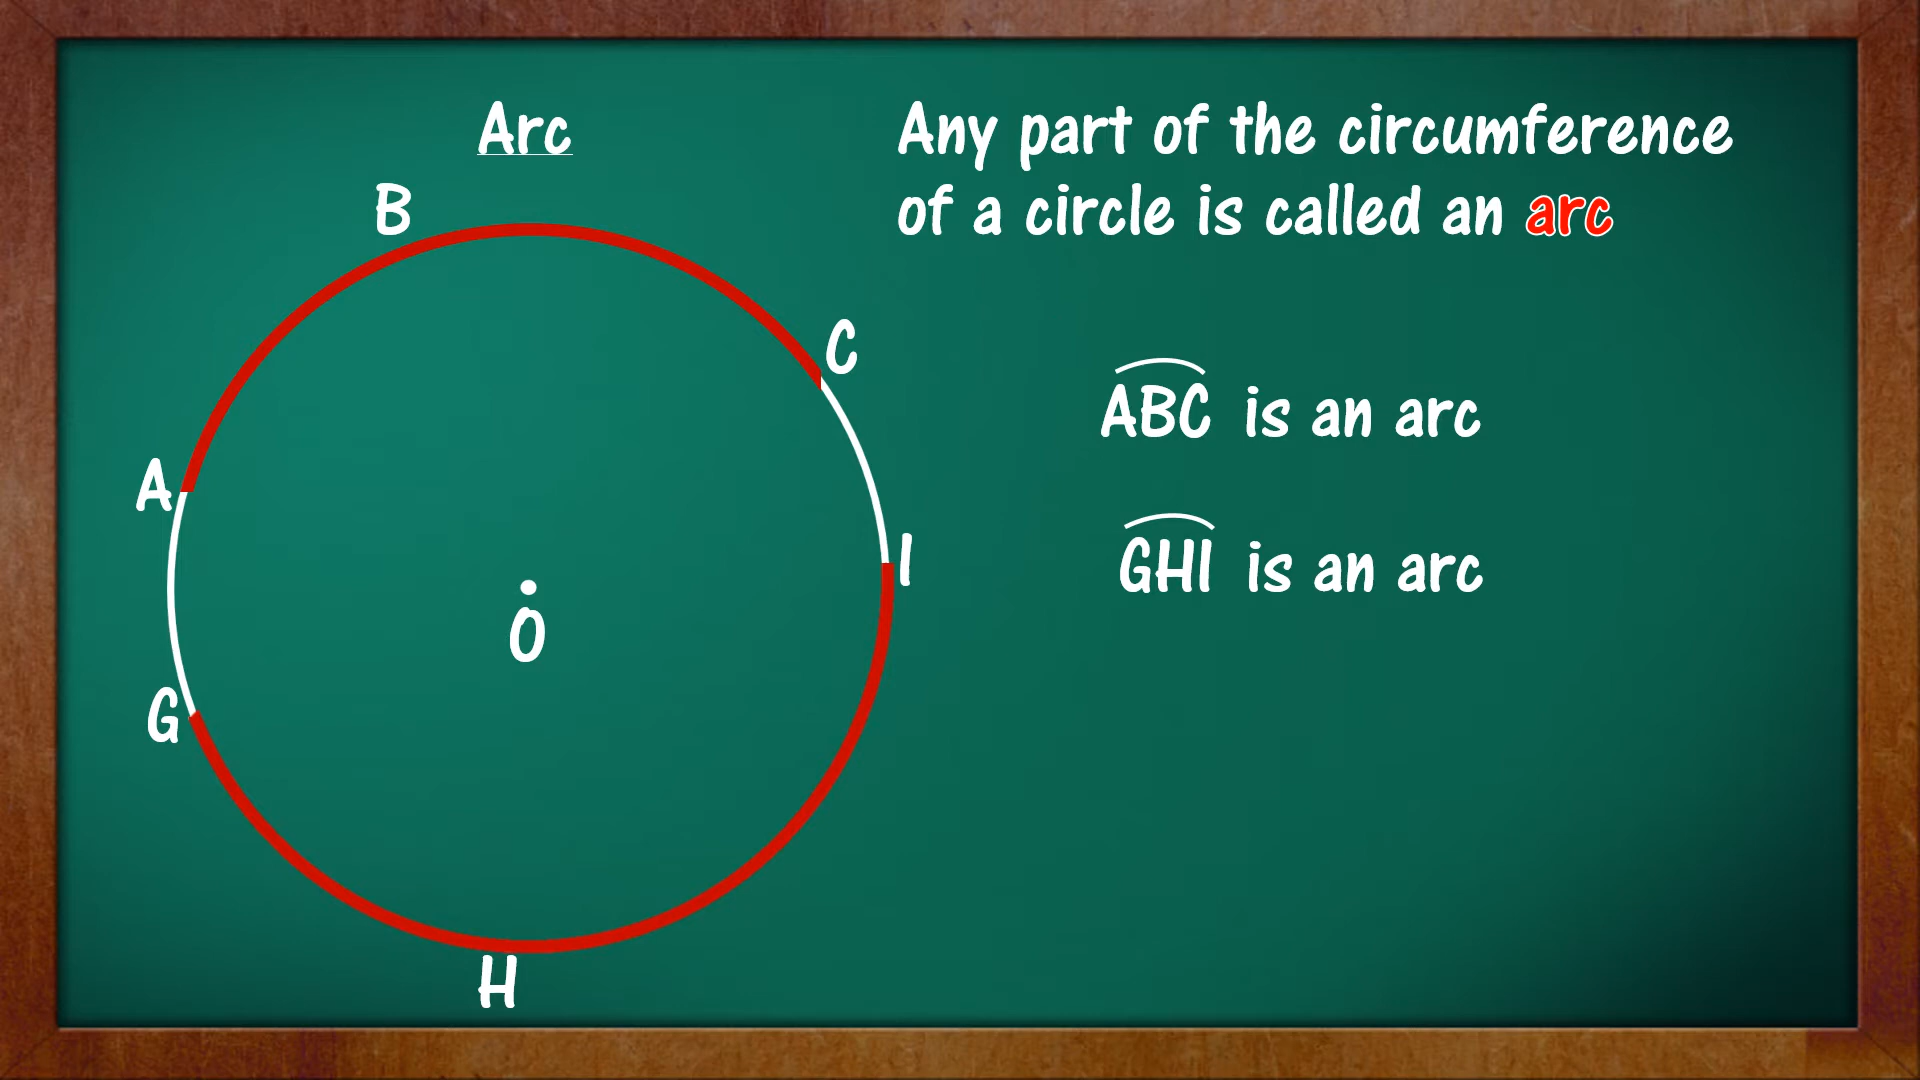 Arc
Any part of the circumference
of a circle is called an arc
B
C
A
I
O
G
H
ABC is an arc
GHI is an arc